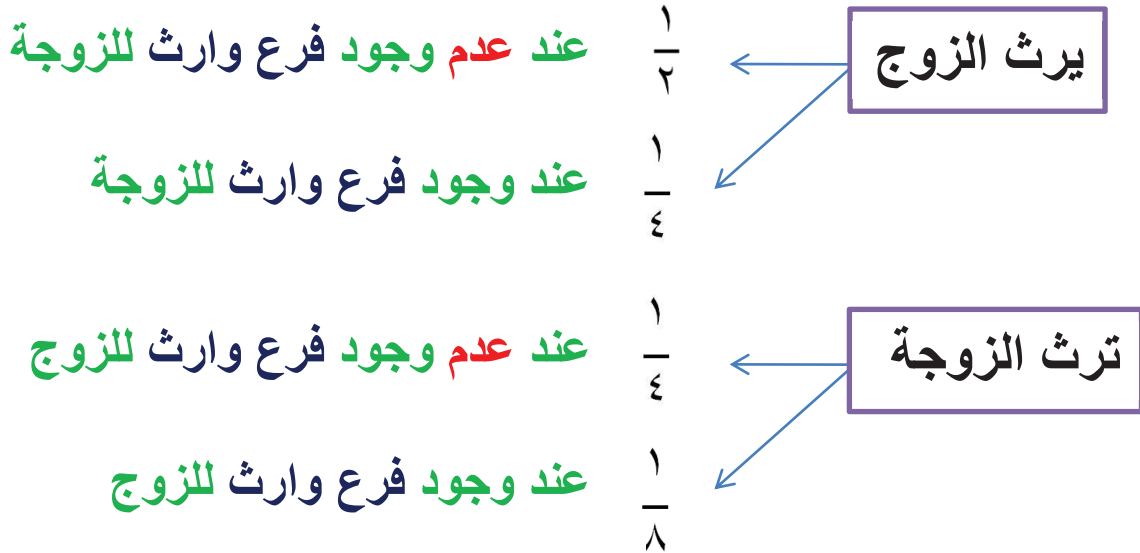 يرث الزوج
١/٢ عند عدم وجود فرع وارث للزوجة
١/٤ عند وجود فرع وارث للزوجة
ترث الزوجة
١/٤ عند عدم وجود فرع وارث للزوج
١/٨ عند وجود فرع وارث للزوج